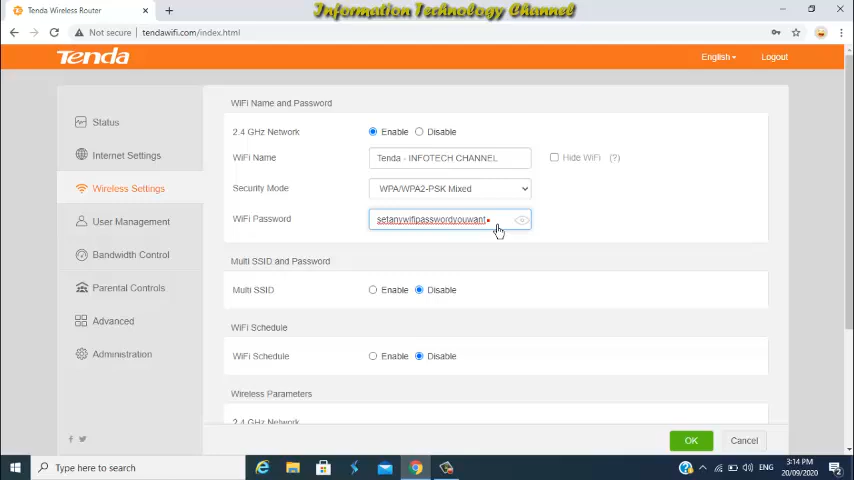 Tenda Wireless Router
Information Technology Channel
Not secure
tendawifi.com/index.html
Tenda
English
Logout
Status
Internet Settings
Wireless Settings
User Management
Bandwidth Control
Parental Controls
Advanced
Administration
WiFi Name and Password
2.4 GHz Network
Enable
Disable
WiFi Name
Tenda - INFOTECH CHANNEL
Hide WiFi
(?)
Security Mode
WPA/WPA2-PSK Mixed
WiFi Password
setanywifipasswordyouwant
Multi SSID and Password
Multi SSID
Enable
Disable
WiFi Schedule
WiFi Schedule
Enable
Disable
Wireless Parameters
2.4 GHz Network
OK
Cancel
Type here to search
ENG
3:14 PM
20/09/2020
2